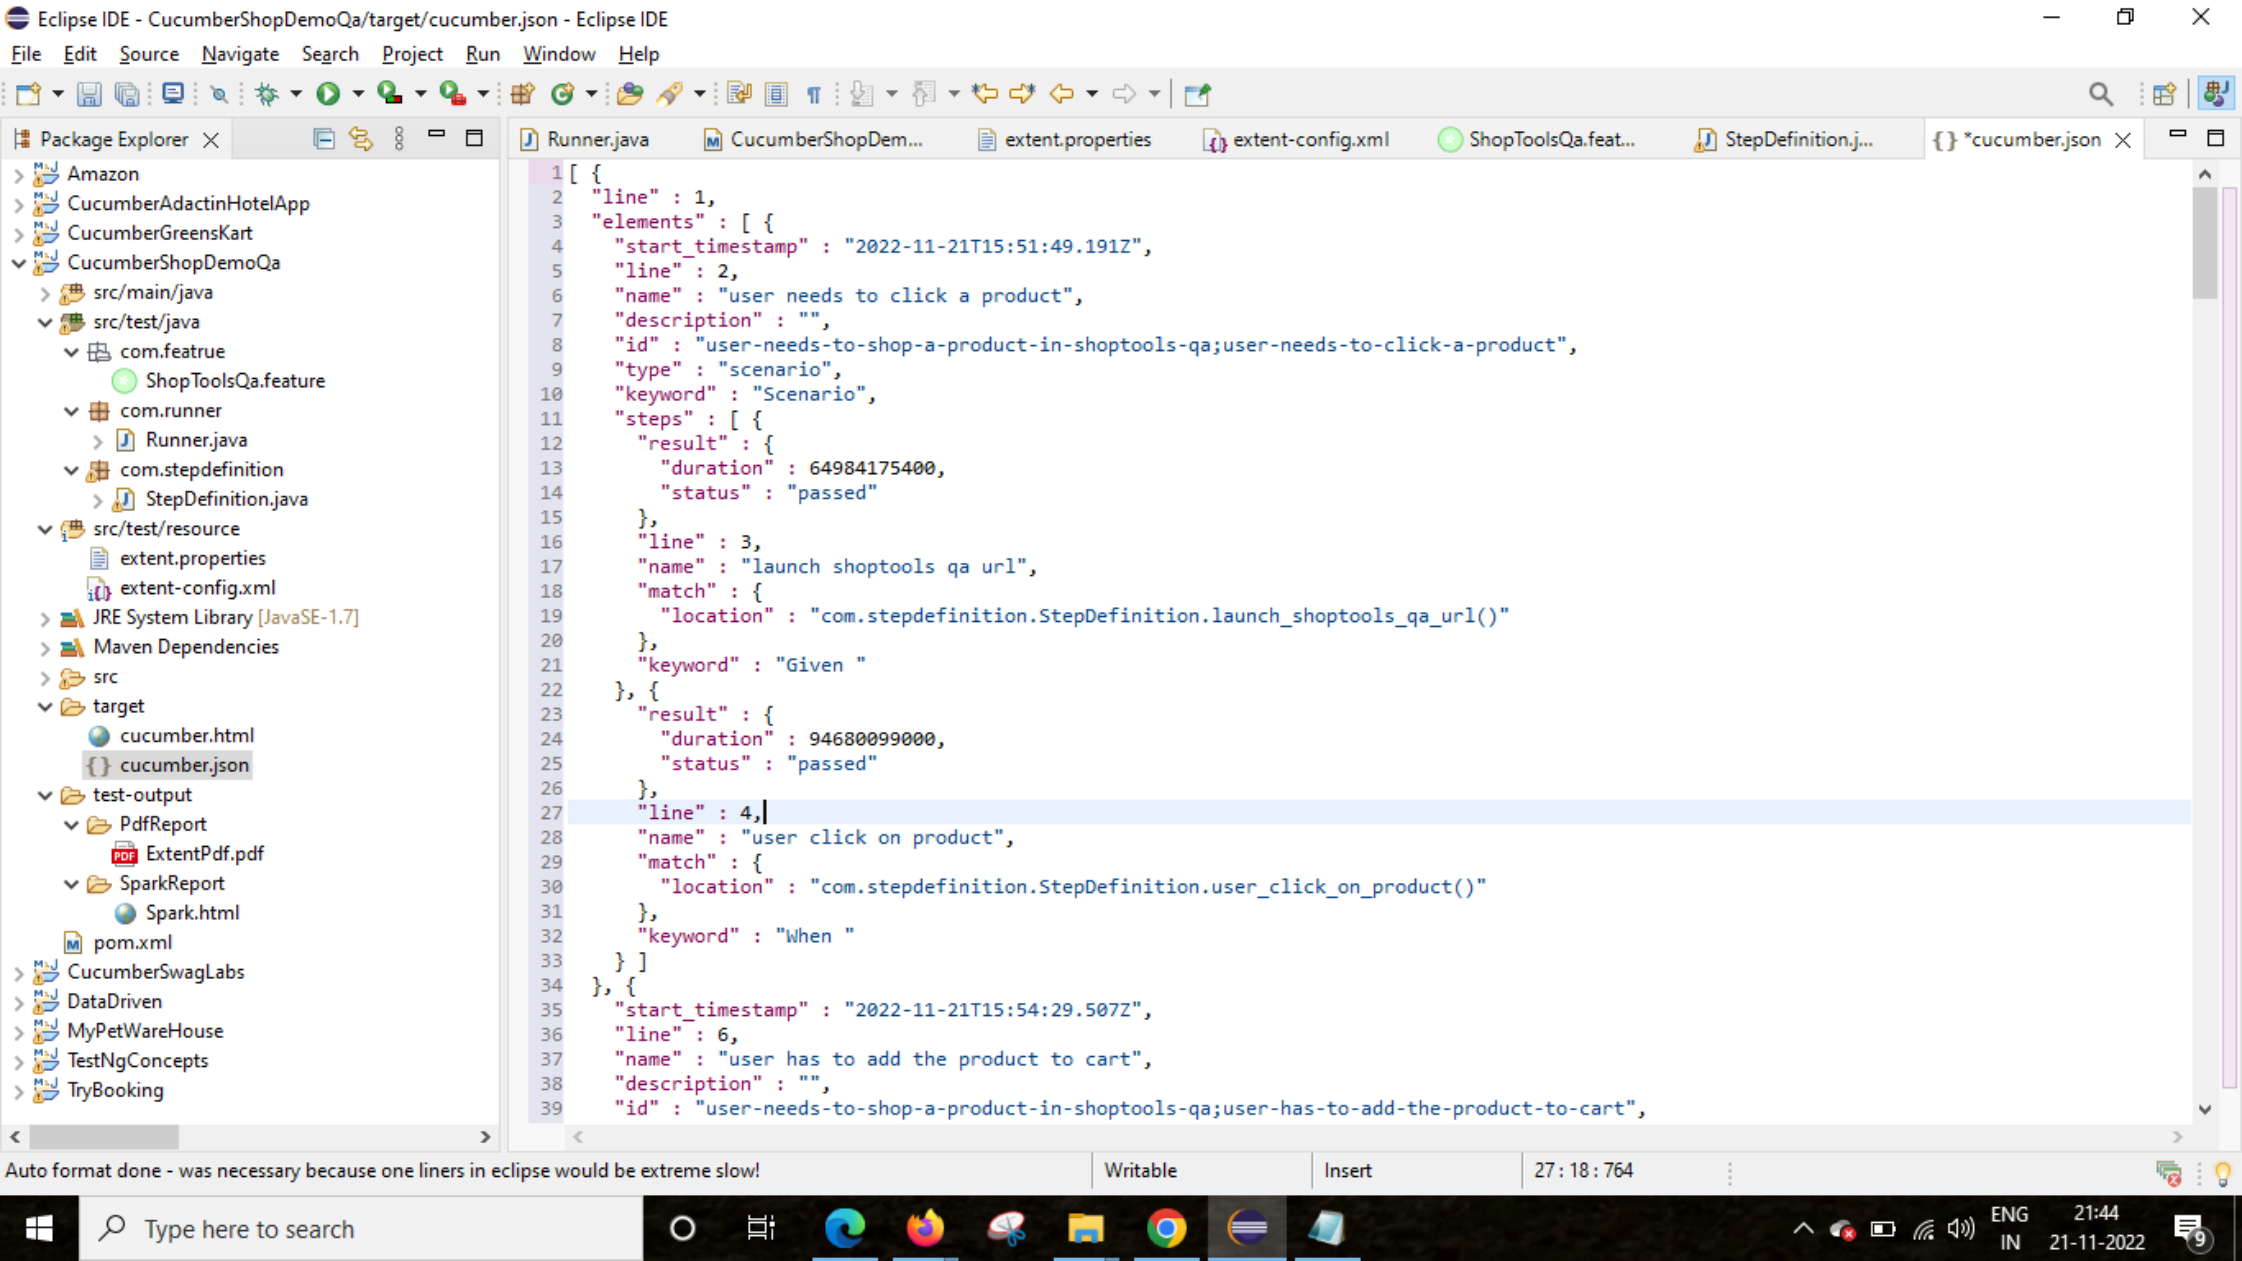 Eclipse IDE - CucumberShopDemoQa/target/cucumber.json - Eclipse IDE
File Edit Source Navigate Search Project Run Window Help
Package Explorer
Amazon
CucumberAdactinHotelApp
CucumberGreensKart
CucumberShopDemoQa
src/main/java
src/test/java
com.featrue
ShopToolsQa.feature
com.runner
Runner.java
com.stepdefinition
StepDefinition.java
src/test/resource
extent.properties
extent-config.xml
JRE System Library [JavaSE-1.7]
Maven Dependencies
src
target
cucumber.html
cucumber.json
test-output
PdfReport
PDF ExtentPdf.pdf
SparkReport
Spark.html
pom.xml
CucumberSwagLabs
DataDriven
MyPetWareHouse
TestNgConcepts
TryBooking
Runner.java CucumberShopDem... extent.properties extent-config.xml ShopToolsQa.feat... StepDefinition.j... *cucumber.json
1 [ {
2 "line" : 1,
3 "elements" : [ {
4 "start_timestamp" : "2022-11-21T15:51:49.191Z",
5 "line" : 2,
6 "name" : "user needs to click a product",
7 "description" : "",
8 "id" : "user-needs-to-shop-a-product-in-shoptools-qa;user-needs-to-click-a-product",
9 "type" : "scenario",
10 "keyword" : "Scenario",
11 "steps" : [ {
12 "result" : {
13 "duration" : 64984175400,
14 "status" : "passed"
15 },
16 "line" : 3,
17 "name" : "launch shoptools qa url",
18 "match" : {
19 "location" : "com.stepdefinition.StepDefinition.launch_shoptools_qa_url()"
20 },
21 "keyword" : "Given "
22 }, {
23 "result" : {
24 "duration" : 94680099000,
25 "status" : "passed"
26 },
27 "line" : 4,
28 "name" : "user click on product",
29 "match" : {
30 "location" : "com.stepdefinition.StepDefinition.user_click_on_product()"
31 },
32 "keyword" : "When "
33 } ]
34 }, {
35 "start_timestamp" : "2022-11-21T15:54:29.507Z",
36 "line" : 6,
37 "name" : "user has to add the product to cart",
38 "description" : "",
39 "id" : "user-needs-to-shop-a-product-in-shoptools-qa;user-has-to-add-the-product-to-cart",
Auto format done - was necessary because one liners in eclipse would be extreme slow! Writable Insert 27 : 18 : 764
Type here to search
ENG
IN
21:44
21-11-2022
9